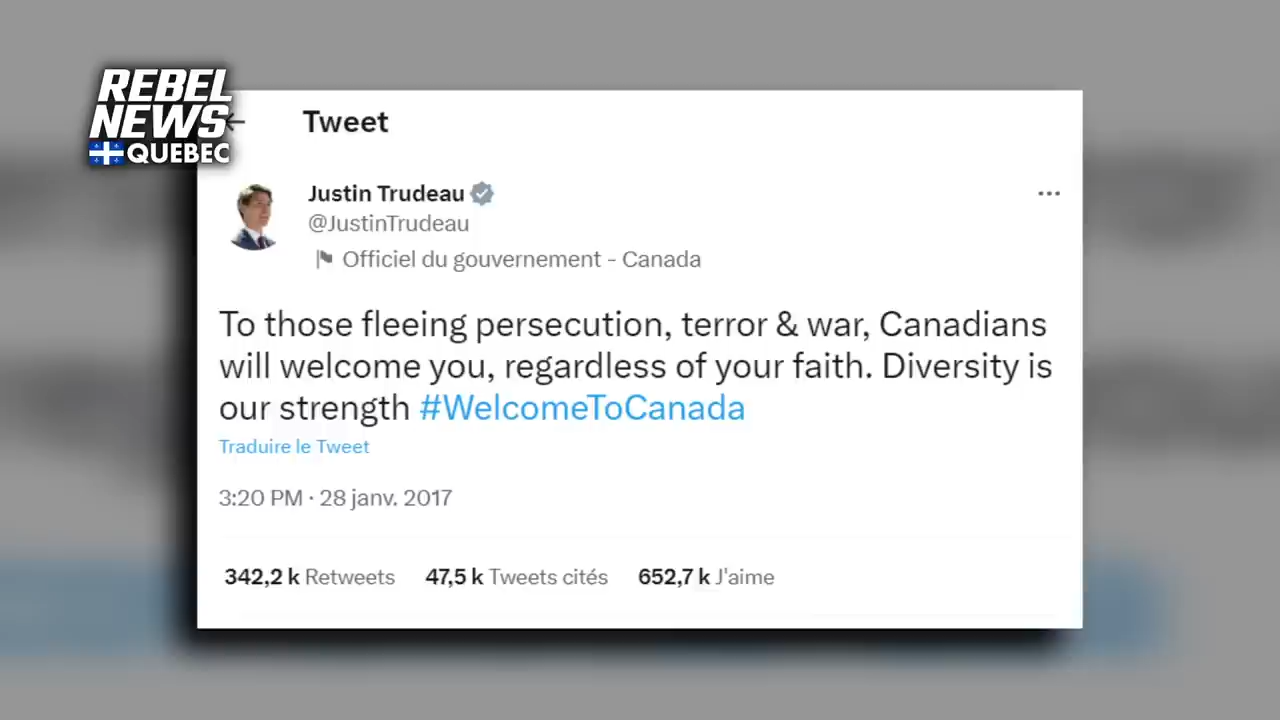 REBEL
NEWS
QUEBEC
Tweet
Justin Trudeau
@JustinTrudeau
Officiel du gouvernement - Canada
To those fleeing persecution, terror & war, Canadians
will welcome you, regardless of your faith. Diversity is
our strength #WelcomeToCanada
Traduire le Tweet
3:20 PM · 28 janv. 2017
342,2 k Retweets 47,5 k Tweets cités 652,7 k J'aime